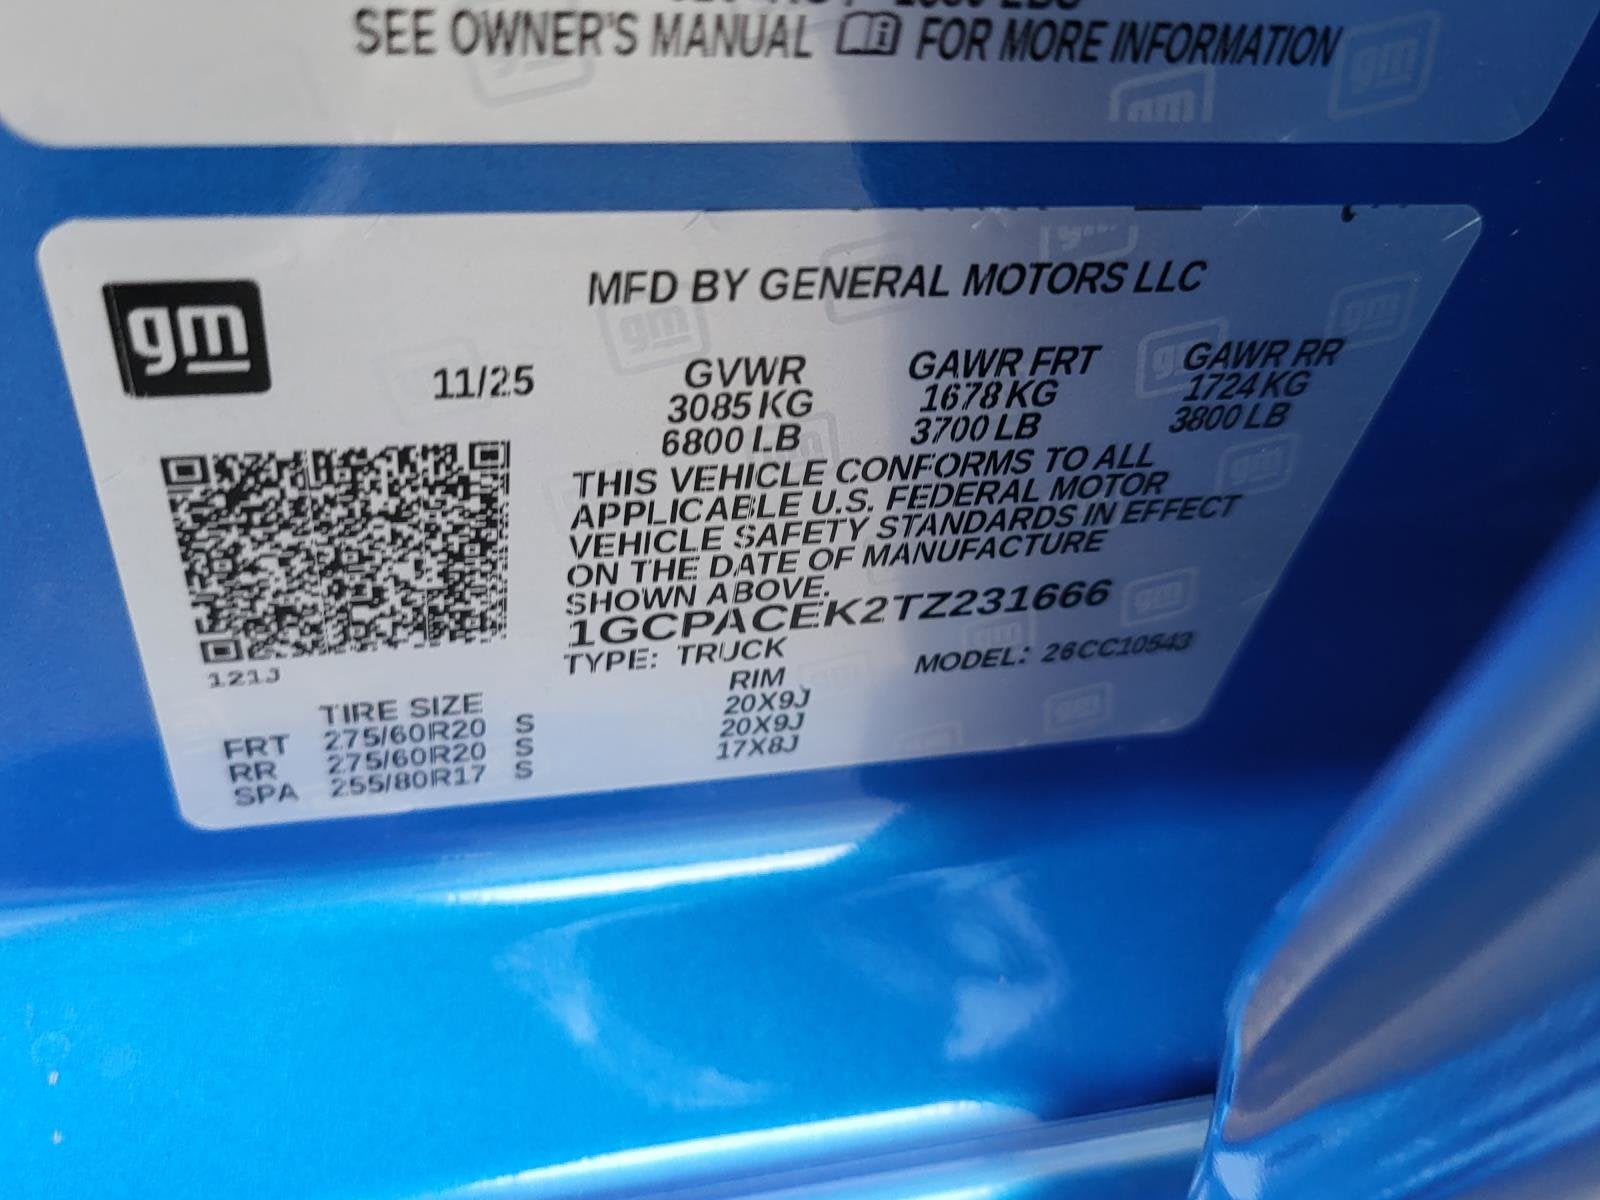 SEE OWNER'S MANUAL FOR MORE INFORMATION
gm
MFD BY GENERAL MOTORS LLC
11/25 GVWR GAWR FRT GAWR RR
3085 KG 1678 KG 1724 KG
6800 LB 3700 LB 3800 LB
THIS VEHICLE CONFORMS TO ALL
APPLICABLE U.S. FEDERAL MOTOR
VEHICLE SAFETY STANDARDS IN EFFECT
ON THE DATE OF MANUFACTURE
SHOWN ABOVE.
1GCPACEK2TZ231666
TYPE: TRUCK MODEL: 26CC10543
121J
TIRE SIZE RIM
FRT 275/60R20 S 20X9J
RR 275/60R20 S 20X9J
SPA 255/80R17 S 17X8J